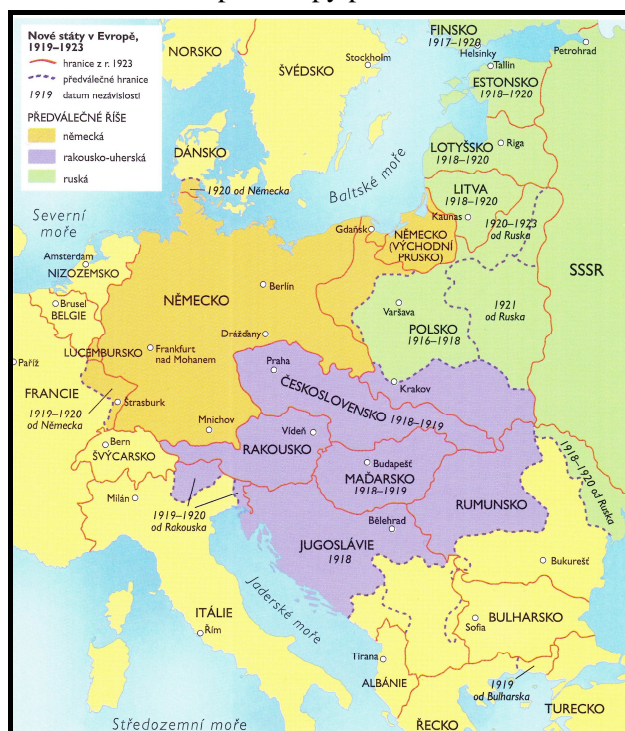 Nové státy v Evropě,
1919–1923
hranice z r. 1923
předválečné hranice
1919 datum nezávislosti
PŘEDVÁLEČNÉ ŘÍŠE
německá
rakousko-uherská
ruská
NORSKO
ŠVÉDSKO
Stockholm
FINSKO
1917–1920
Helsinky
Petrohrad
Tallin
ESTONSKO
1918–1920
LOTYŠSKO
1918–1920
Riga
DÁNSKO
1920 od Německa
Baltské moře
LITVA
1918–1920
Kaunas
1920–1923
od Ruska
Severní
moře
Gdaňsk
NĚMECKO
(VÝCHODNÍ
PRUSKO)
SSSR
Amsterdam
NIZOZEMSKO
NĚMECKO
Berlín
Varšava
POLSKO
1916–1918
1921
od Ruska
Brusel
BELGIE
Drážďany
LUCEMBURSKO
Frankfurt
nad Mohanem
Praha
Paříž
FRANCIE
1919–1920
od Německa
Štrasburk
Krakov
ČESKOSLOVENSKO 1918–1919
Mnichov
Vídeň
Bern
ŠVÝCARSKO
RAKOUSKO
Budapešť
MAĎARSKO
1918–1919
1918–1920 od Ruska
Milán
1919–1920
od Rakouska
RUMUNSKO
Bělehrad
JUGOSLÁVIE
1918
Bukurešť
Jaderské moře
ITÁLIE
Řím
BULHARSKO
Sofia
Tirana
ALBÁNIE
1919
od Bulharska
TURECKO
Středozemní moře
ŘECKO